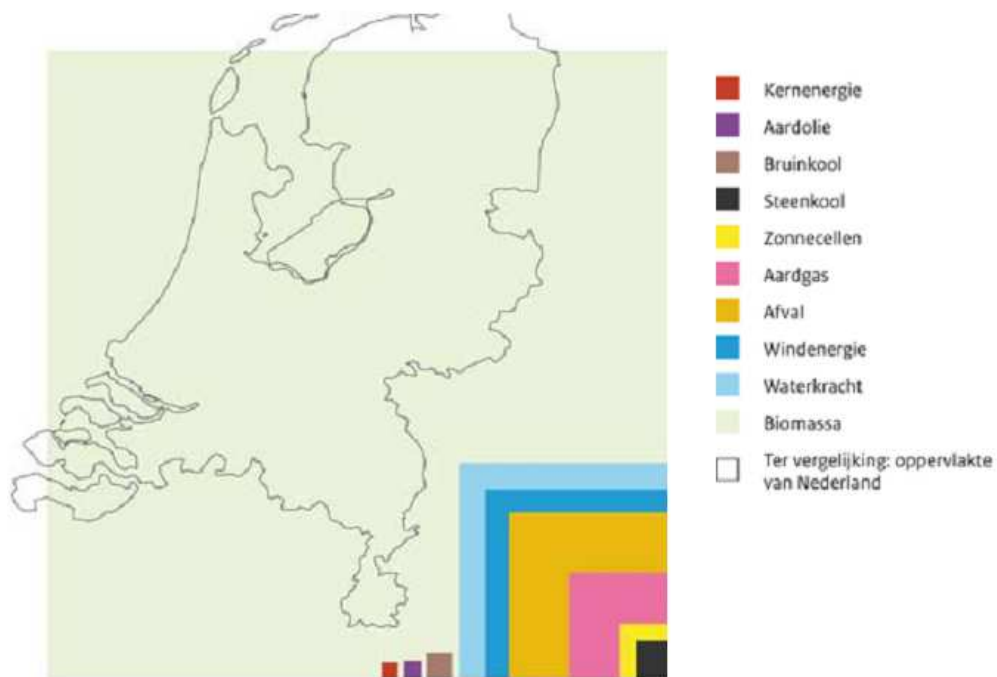 Kernenergie
Aardolie
Bruinkool
Steenkool
Zonnecellen
Aardgas
Afval
Windenergie
Waterkracht
Biomassa
Ter vergelijking: oppervlakte
van Nederland